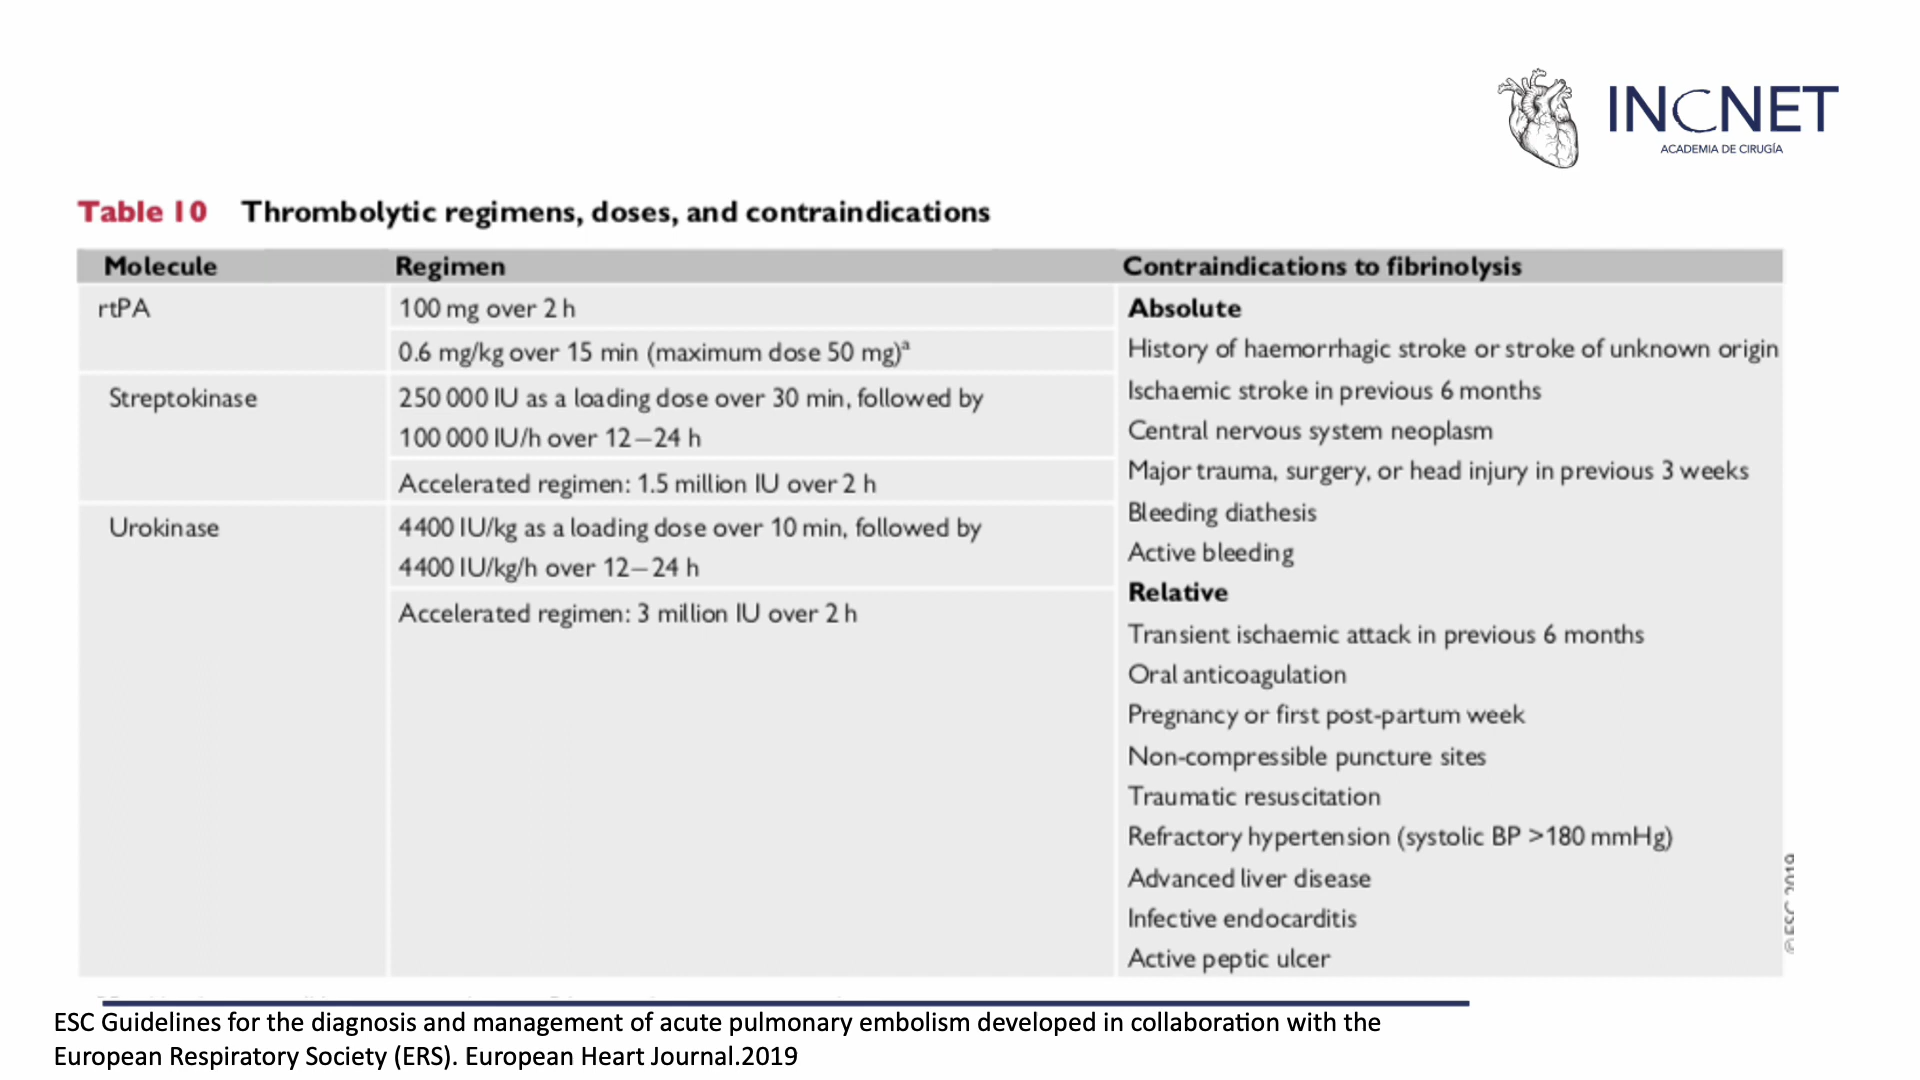 INCNET
ACADEMIA DE CIRUGÍA
Table 10 Thrombolytic regimens, doses, and contraindications
Molecule Regimen Contraindications to fibrinolysis
rtPA
100 mg over 2 h
0.6 mg/kg over 15 min (maximum dose 50 mg)ᵃ
Streptokinase
250 000 IU as a loading dose over 30 min, followed by
100 000 IU/h over 12–24 h
Accelerated regimen: 1.5 million IU over 2 h
Urokinase
4400 IU/kg as a loading dose over 10 min, followed by
4400 IU/kg/h over 12–24 h
Accelerated regimen: 3 million IU over 2 h
Absolute
History of haemorrhagic stroke or stroke of unknown origin
Ischaemic stroke in previous 6 months
Central nervous system neoplasm
Major trauma, surgery, or head injury in previous 3 weeks
Bleeding diathesis
Active bleeding
Relative
Transient ischaemic attack in previous 6 months
Oral anticoagulation
Pregnancy or first post-partum week
Non-compressible puncture sites
Traumatic resuscitation
Refractory hypertension (systolic BP >180 mmHg)
Advanced liver disease
Infective endocarditis
Active peptic ulcer
©ESC 2019
ESC Guidelines for the diagnosis and management of acute pulmonary embolism developed in collaboration with the
European Respiratory Society (ERS). European Heart Journal.2019